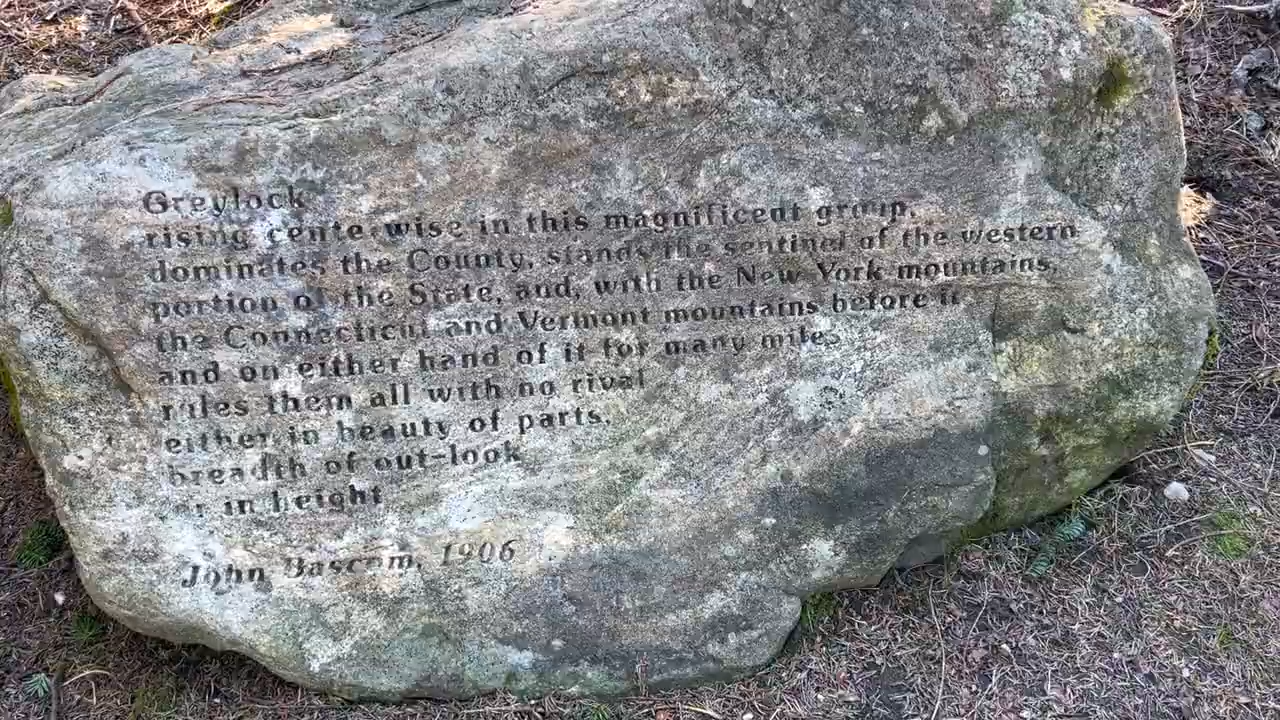 Greylock
rising centerwise in this magnificent group,
dominates the County, stands the sentinel of the western
portion of the State, and, with the New York mountains,
the Connecticut and Vermont mountains before it
and on either hand of it for many miles
rules them all with no rival
either in beauty of parts,
breadth of out-look
or in height
John Bascom, 1906